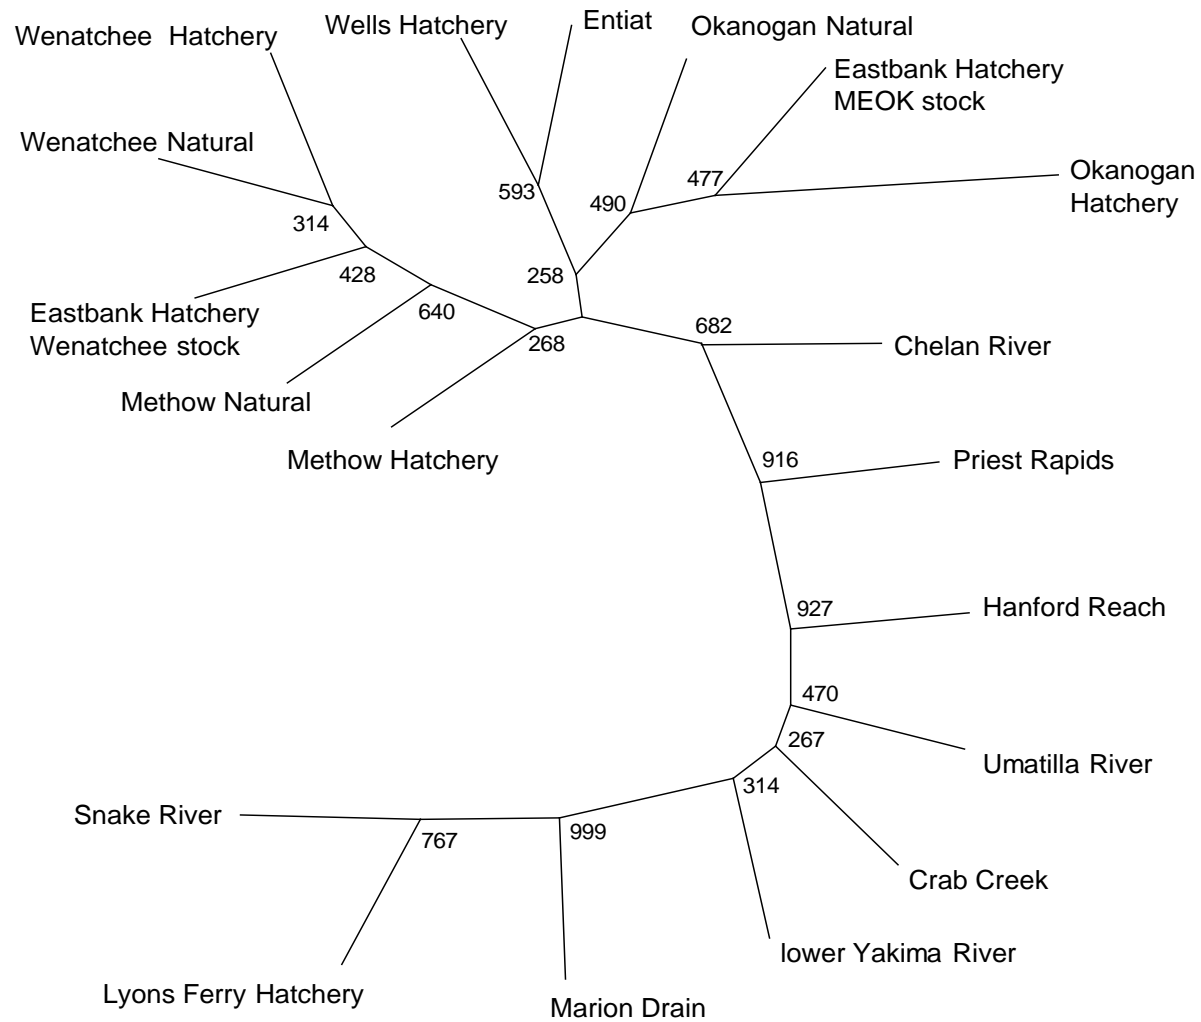 Wells Hatchery
Entiat
Okanogan Natural
Wenatchee Hatchery
Eastbank Hatchery
MEOK stock
Wenatchee Natural
Okanogan
Hatchery
593
490
477
314
428
258
640
268
682
Eastbank Hatchery
Wenatchee stock
Chelan River
Methow Natural
Methow Hatchery
916
Priest Rapids
927
Hanford Reach
470
267
Umatilla River
314
Snake River
767
999
Crab Creek
lower Yakima River
Lyons Ferry Hatchery
Marion Drain